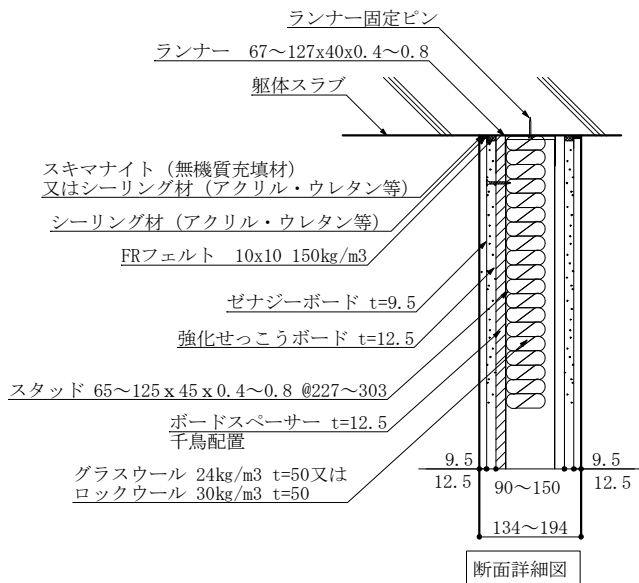 ランナー固定ピン
ランナー 67～127x40x0.4～0.8
躯体スラブ
スキマナイト（無機質充填材）
又はシーリング材（アクリル・ウレタン等）
シーリング材（アクリル・ウレタン等）
FRフェルト 10x10 150kg/m3
ゼナジーボード t=9.5
強化せっこうボード t=12.5
スタッド 65～125ｘ45ｘ0.4～0.8 @227～303
ボードスペーサー t=12.5
千鳥配置
グラスウール 24kg/m3 t=50又は
ロックウール 30kg/m3 t=50
9.5 9.5
12.5 90～150 12.5
134～194
断面詳細図